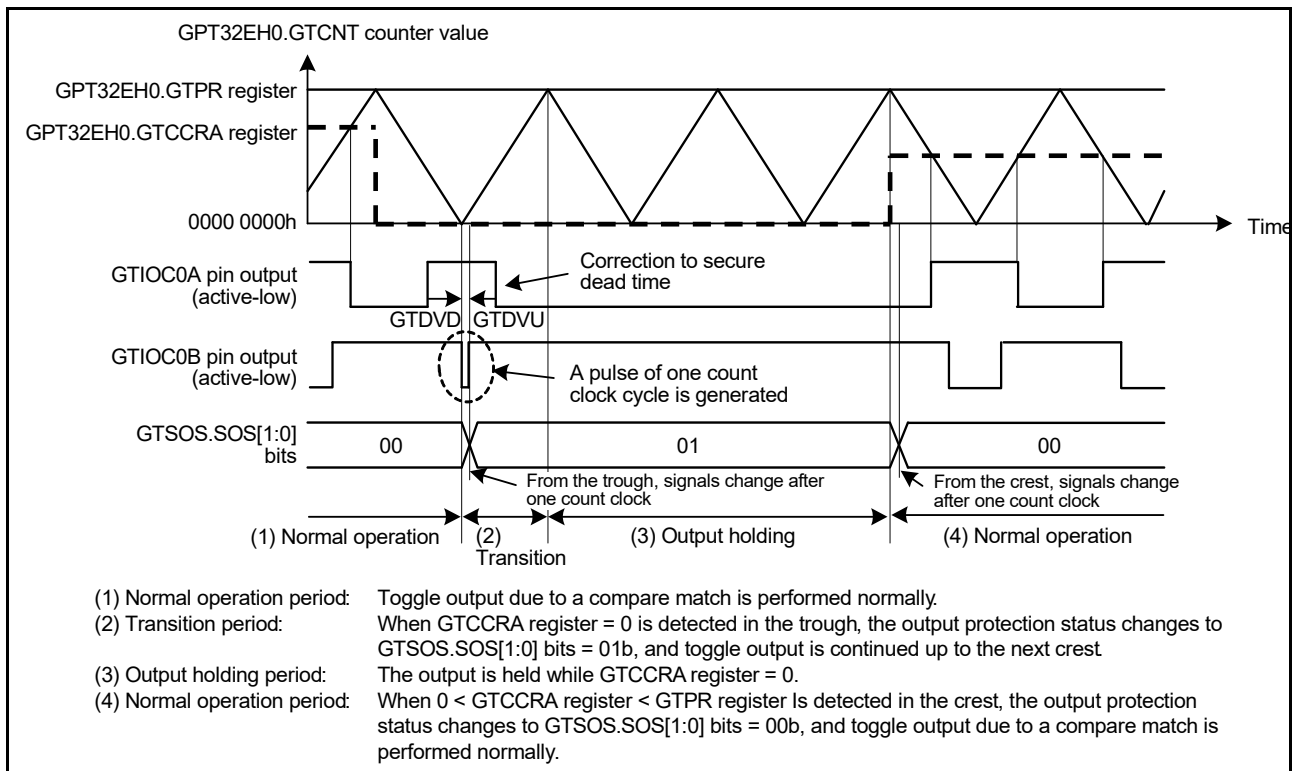 GPT32EH0.GTCNT counter value
GPT32EH0.GTPR register
GPT32EH0.GTCCRA register
0000 0000h
Time
GTIOC0A pin output
(active-low)
Correction to secure
dead time
GTDVD
GTDVU
GTIOC0B pin output
(active-low)
A pulse of one count
clock cycle is generated
GTSOS.SOS[1:0]
bits
00
01
00
From the trough, signals change after
one count clock
From the crest, signals change
after one count clock
(1) Normal operation
(2)
Transition
(3) Output holding
(4) Normal operation
(1) Normal operation period: Toggle output due to a compare match is performed normally.
(2) Transition period: When GTCCRA register = 0 is detected in the trough, the output protection status changes to
GTSOS.SOS[1:0] bits = 01b, and toggle output is continued up to the next crest.
(3) Output holding period: The output is held while GTCCRA register = 0.
(4) Normal operation period: When 0 < GTCCRA register < GTPR register Is detected in the crest, the output protection
status changes to GTSOS.SOS[1:0] bits = 00b, and toggle output due to a compare match is
performed normally.